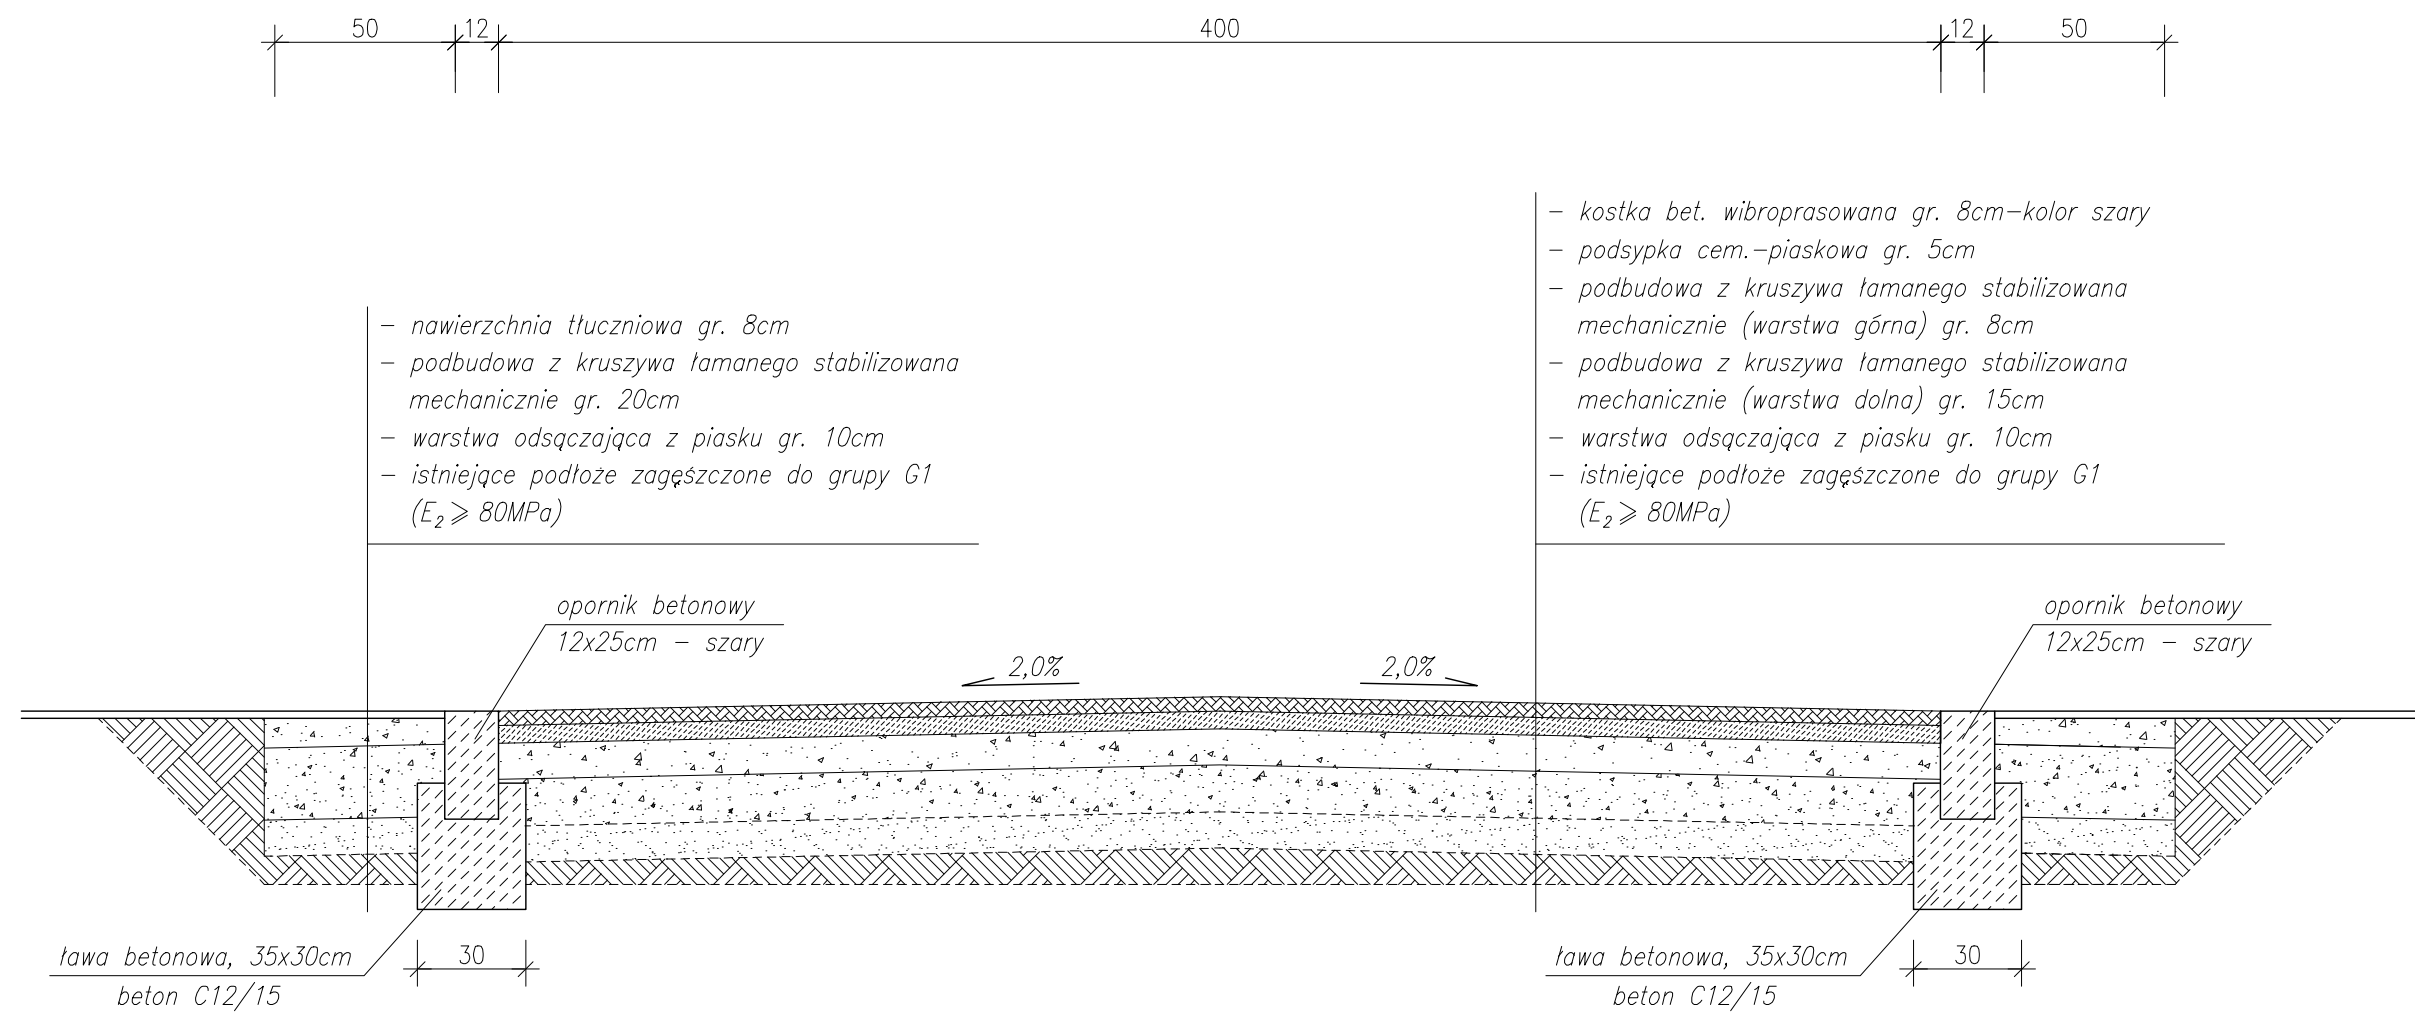 50
12
400
12
50
– kostka bet. wibroprasowana gr. 8cm–kolor szary
– podsypka cem.–piaskowa gr. 5cm
– podbudowa z kruszywa łamanego stabilizowana
mechanicznie (warstwa górna) gr. 8cm
– podbudowa z kruszywa łamanego stabilizowana
mechanicznie (warstwa dolna) gr. 15cm
– warstwa odsączająca z piasku gr. 10cm
– istniejące podłoże zagęszczone do grupy G1
(E₂ ⩾ 80MPa)
– nawierzchnia tłuczniowa gr. 8cm
– podbudowa z kruszywa łamanego stabilizowana
mechanicznie gr. 20cm
– warstwa odsączająca z piasku gr. 10cm
– istniejące podłoże zagęszczone do grupy G1
(E₂ ⩾ 80MPa)
opornik betonowy
12x25cm – szary
opornik betonowy
12x25cm – szary
2,0%
2,0%
ława betonowa, 35x30cm
beton C12/15
30
ława betonowa, 35x30cm
beton C12/15
30